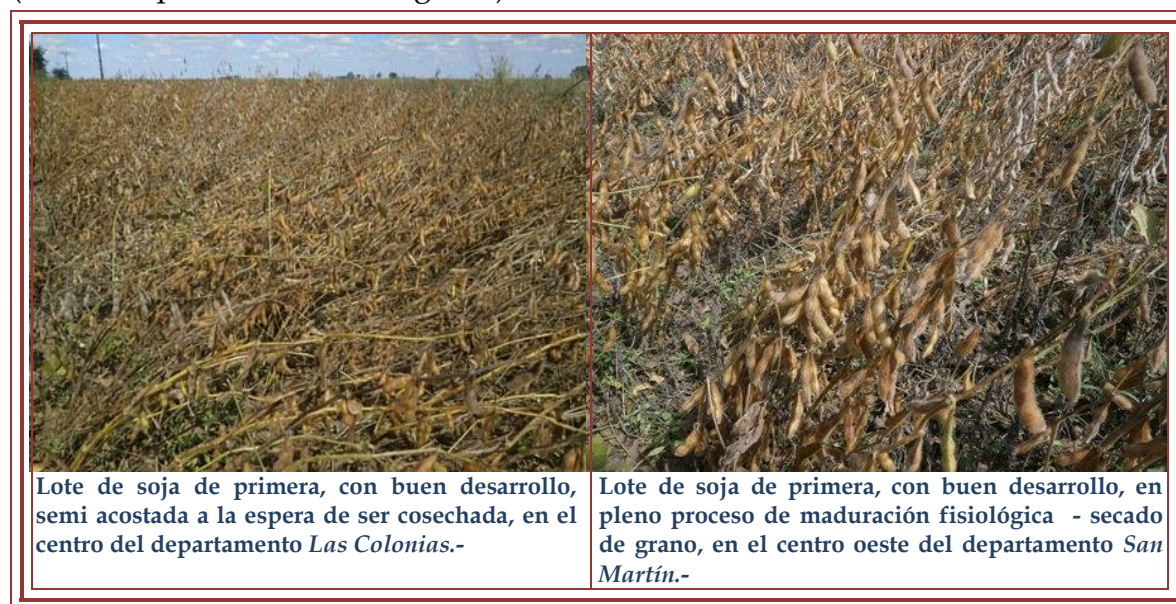 Lote de soja de primera, con buen desarrollo,
semi acostada a la espera de ser cosechada, en el
centro del departamento Las Colonias.-
Lote de soja de primera, con buen desarrollo, en
pleno proceso de maduración fisiológica - secado
de grano, en el centro oeste del departamento San
Martín.-